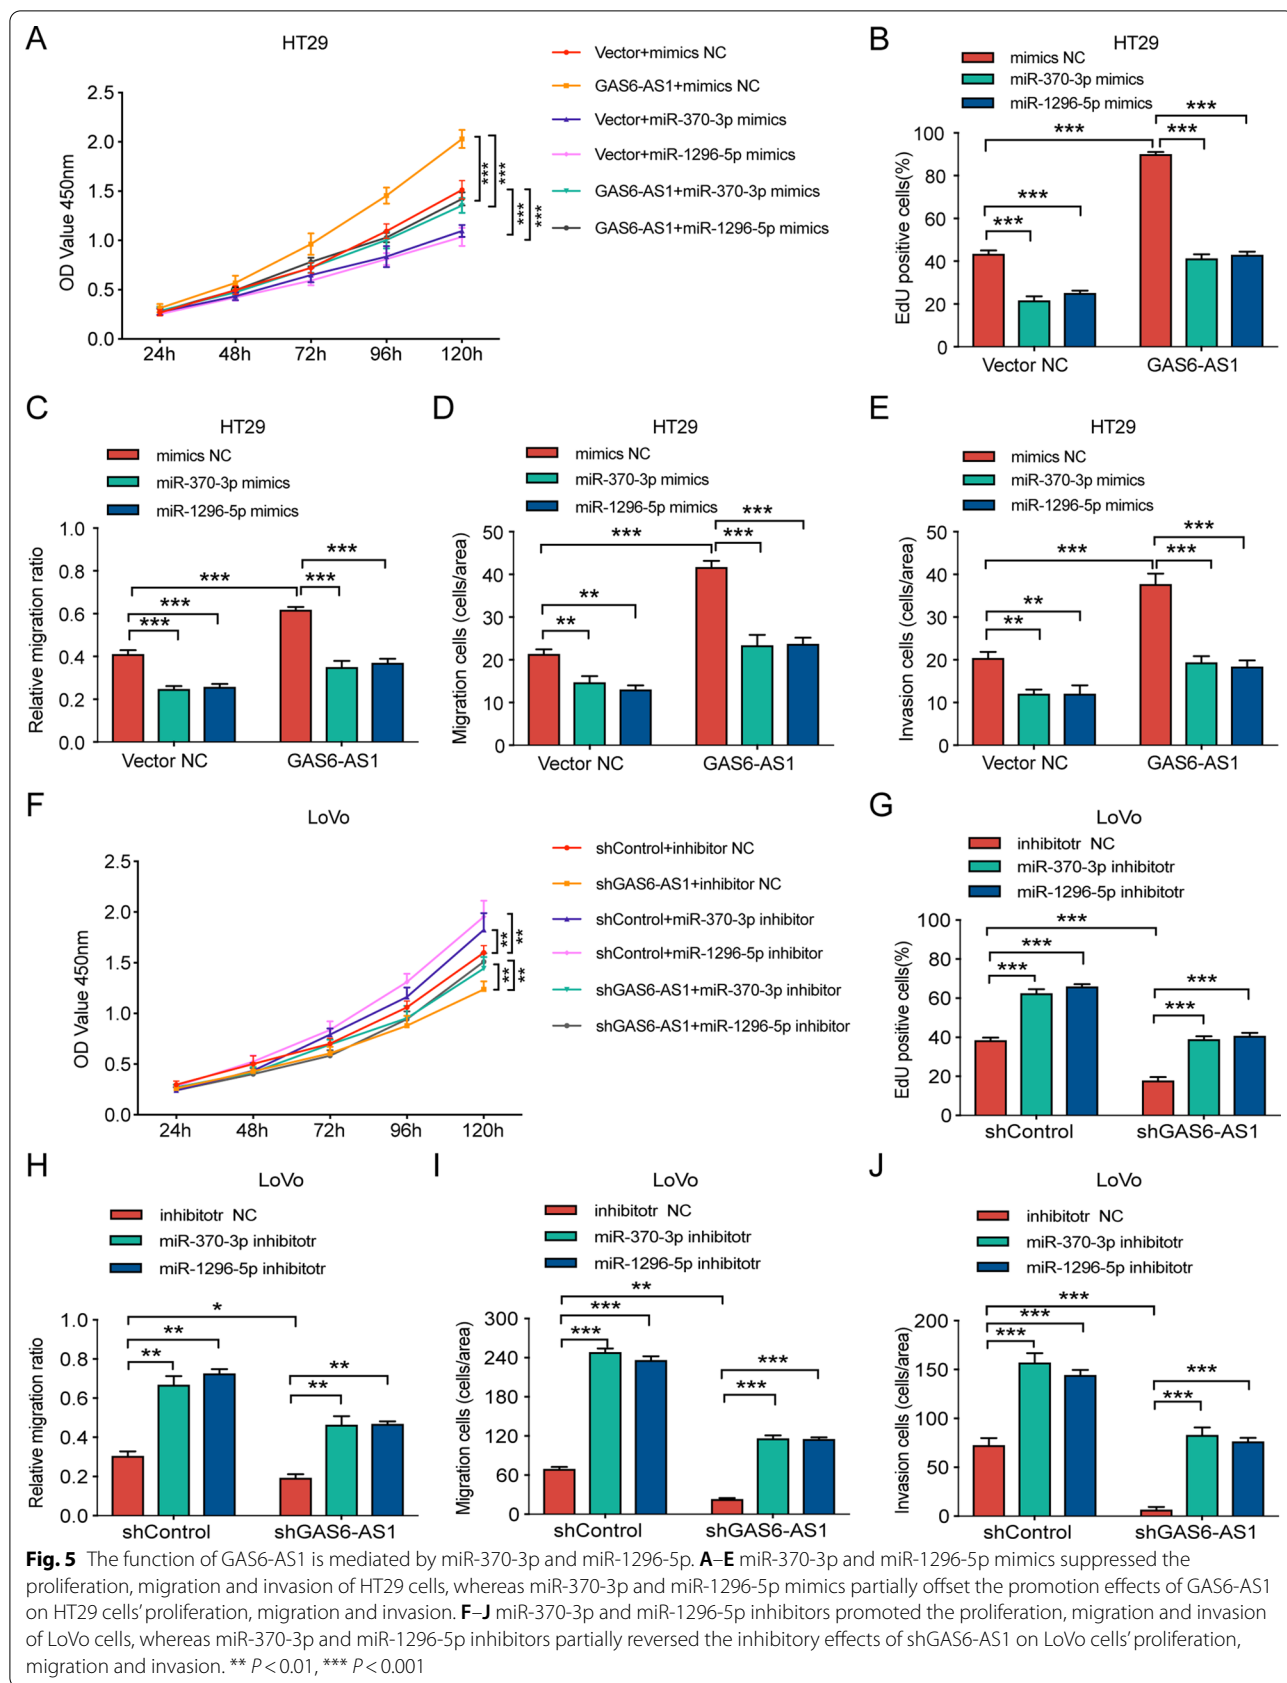 A
HT29
Vector+mimics NC
GAS6-AS1+mimics NC
Vector+miR-370-3p mimics
Vector+miR-1296-5p mimics
GAS6-AS1+miR-370-3p mimics
GAS6-AS1+miR-1296-5p mimics
OD Value 450nm
2.5
2.0
1.5
1.0
0.5
0.0
24h 48h 72h 96h 120h
*** *** *** ***
B
HT29
mimics NC
miR-370-3p mimics
miR-1296-5p mimics
EdU positive cells(%)
100
80
60
40
20
0
*** *** *** *** ***
Vector NC GAS6-AS1
C
HT29
mimics NC
miR-370-3p mimics
miR-1296-5p mimics
Relative migration ratio
1.0
0.8
0.6
0.4
0.2
0.0
*** *** *** *** ***
Vector NC GAS6-AS1
D
HT29
mimics NC
miR-370-3p mimics
miR-1296-5p mimics
Migration cells (cells/area)
50
40
30
20
10
0
** ** *** *** ***
Vector NC GAS6-AS1
E
HT29
mimics NC
miR-370-3p mimics
miR-1296-5p mimics
Invasion cells (cells/area)
50
40
30
20
10
0
** ** *** *** ***
Vector NC GAS6-AS1
F
LoVo
shControl+inhibitor NC
shGAS6-AS1+inhibitor NC
shControl+miR-370-3p inhibitor
shControl+miR-1296-5p inhibitor
shGAS6-AS1+miR-370-3p inhibitor
shGAS6-AS1+miR-1296-5p inhibitor
OD Value 450nm
2.5
2.0
1.5
1.0
0.5
0.0
24h 48h 72h 96h 120h
** ** ** **
G
LoVo
inhibitotr NC
miR-370-3p inhibitotr
miR-1296-5p inhibitotr
EdU positive cells(%)
100
80
60
40
20
0
*** *** *** *** ***
shControl shGAS6-AS1
H
LoVo
inhibitotr NC
miR-370-3p inhibitotr
miR-1296-5p inhibitotr
Relative migration ratio
1.0
0.8
0.6
0.4
0.2
0.0
** ** * ** **
shControl shGAS6-AS1
I
LoVo
inhibitotr NC
miR-370-3p inhibitotr
miR-1296-5p inhibitotr
Migration cells (cells/area)
300
240
180
120
60
0
*** *** ** *** ***
shControl shGAS6-AS1
J
LoVo
inhibitotr NC
miR-370-3p inhibitotr
miR-1296-5p inhibitotr
Invasion cells (cells/area)
200
150
100
50
0
*** *** *** *** ***
shControl shGAS6-AS1
Fig. 5 The function of GAS6-AS1 is mediated by miR-370-3p and miR-1296-5p. A–E miR-370-3p and miR-1296-5p mimics suppressed the
proliferation, migration and invasion of HT29 cells, whereas miR-370-3p and miR-1296-5p mimics partially offset the promotion effects of GAS6-AS1
on HT29 cells' proliferation, migration and invasion. F–J miR-370-3p and miR-1296-5p inhibitors promoted the proliferation, migration and invasion
of LoVo cells, whereas miR-370-3p and miR-1296-5p inhibitors partially reversed the inhibitory effects of shGAS6-AS1 on LoVo cells' proliferation,
migration and invasion. ** P < 0.01, *** P < 0.001